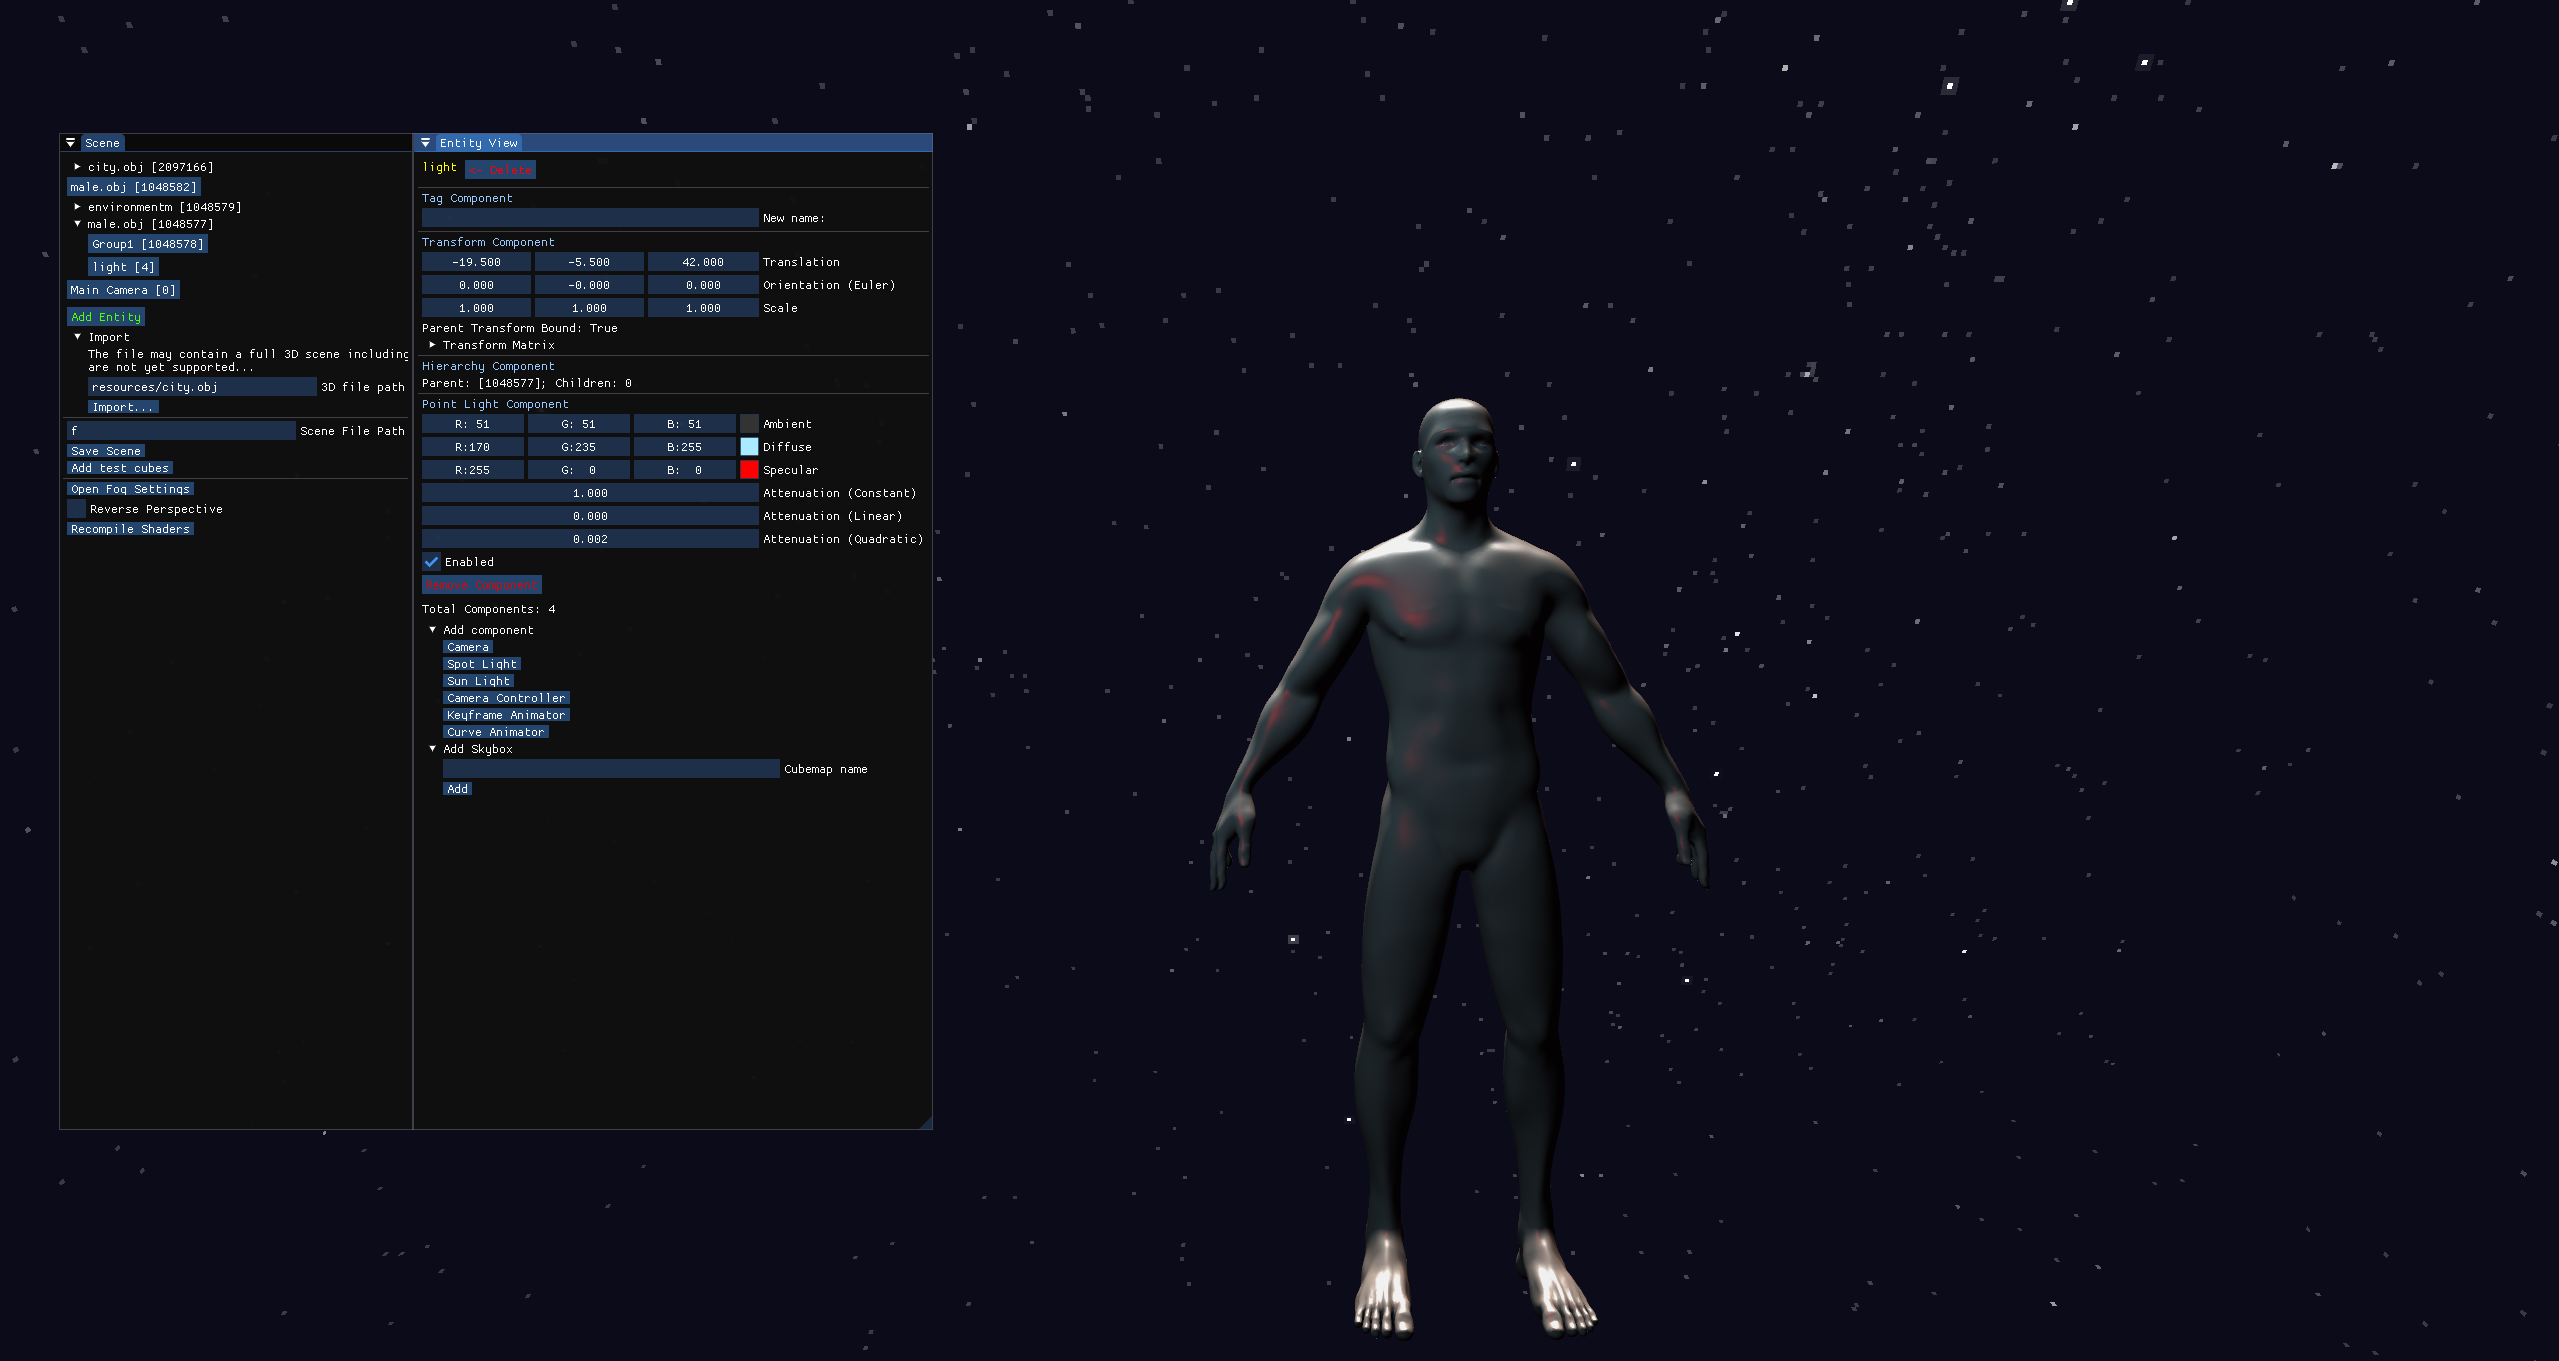 Scene
city.obj [2097166]
male.obj [1048582]
environmentm [1048579]
male.obj [1048577]
Group1 [1048578]
light [4]
Main Camera [0]
Add Entity
Import
The file may contain a full 3D scene including
are not yet supported...
resources/city.obj 3D file path
Import...
f Scene File Path
Save Scene
Add test cubes
Open Fog Settings
Reverse Perspective
Recompile Shaders
Entity View
light <- Delete
Tag Component
New name:
Transform Component
-19.500 -5.500 42.000 Translation
0.000 -0.000 0.000 Orientation (Euler)
1.000 1.000 1.000 Scale
Parent Transform Bound: True
Transform Matrix
Hierarchy Component
Parent: [1048577]; Children: 0
Point Light Component
R: 51 G: 51 B: 51 Ambient
R:170 G:235 B:255 Diffuse
R:255 G: 0 B: 0 Specular
1.000 Attenuation (Constant)
0.000 Attenuation (Linear)
0.002 Attenuation (Quadratic)
Enabled
Total Components: 4
Add component
Camera
Spot Light
Sun Light
Camera Controller
Keyframe Animator
Curve Animator
Add Skybox
Cubemap name
Add